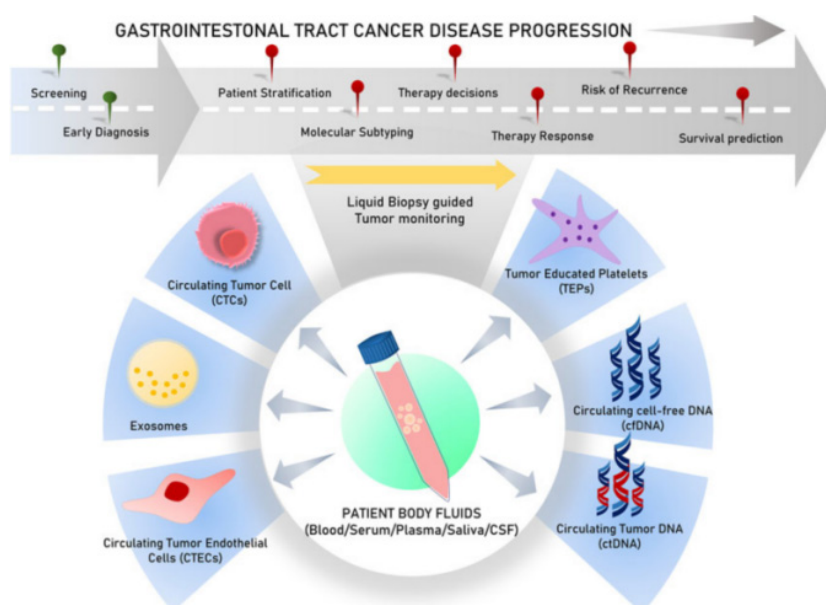 GASTROINTESTONAL TRACT CANCER DISEASE PROGRESSION
Screening
Early Diagnosis
Patient Stratification
Molecular Subtyping
Therapy decisions
Therapy Response
Risk of Recurrence
Survival prediction
Liquid Biopsy guided
Tumor monitoring
Circulating Tumor Cell
(CTCs)
Tumor Educated Platelets
(TEPs)
Exosomes
Circulating cell-free DNA
(cfDNA)
Circulating Tumor Endothelial
Cells (CTECs)
PATIENT BODY FLUIDS
(Blood/Serum/Plasma/Saliva/CSF)
Circulating Tumor DNA
(ctDNA)